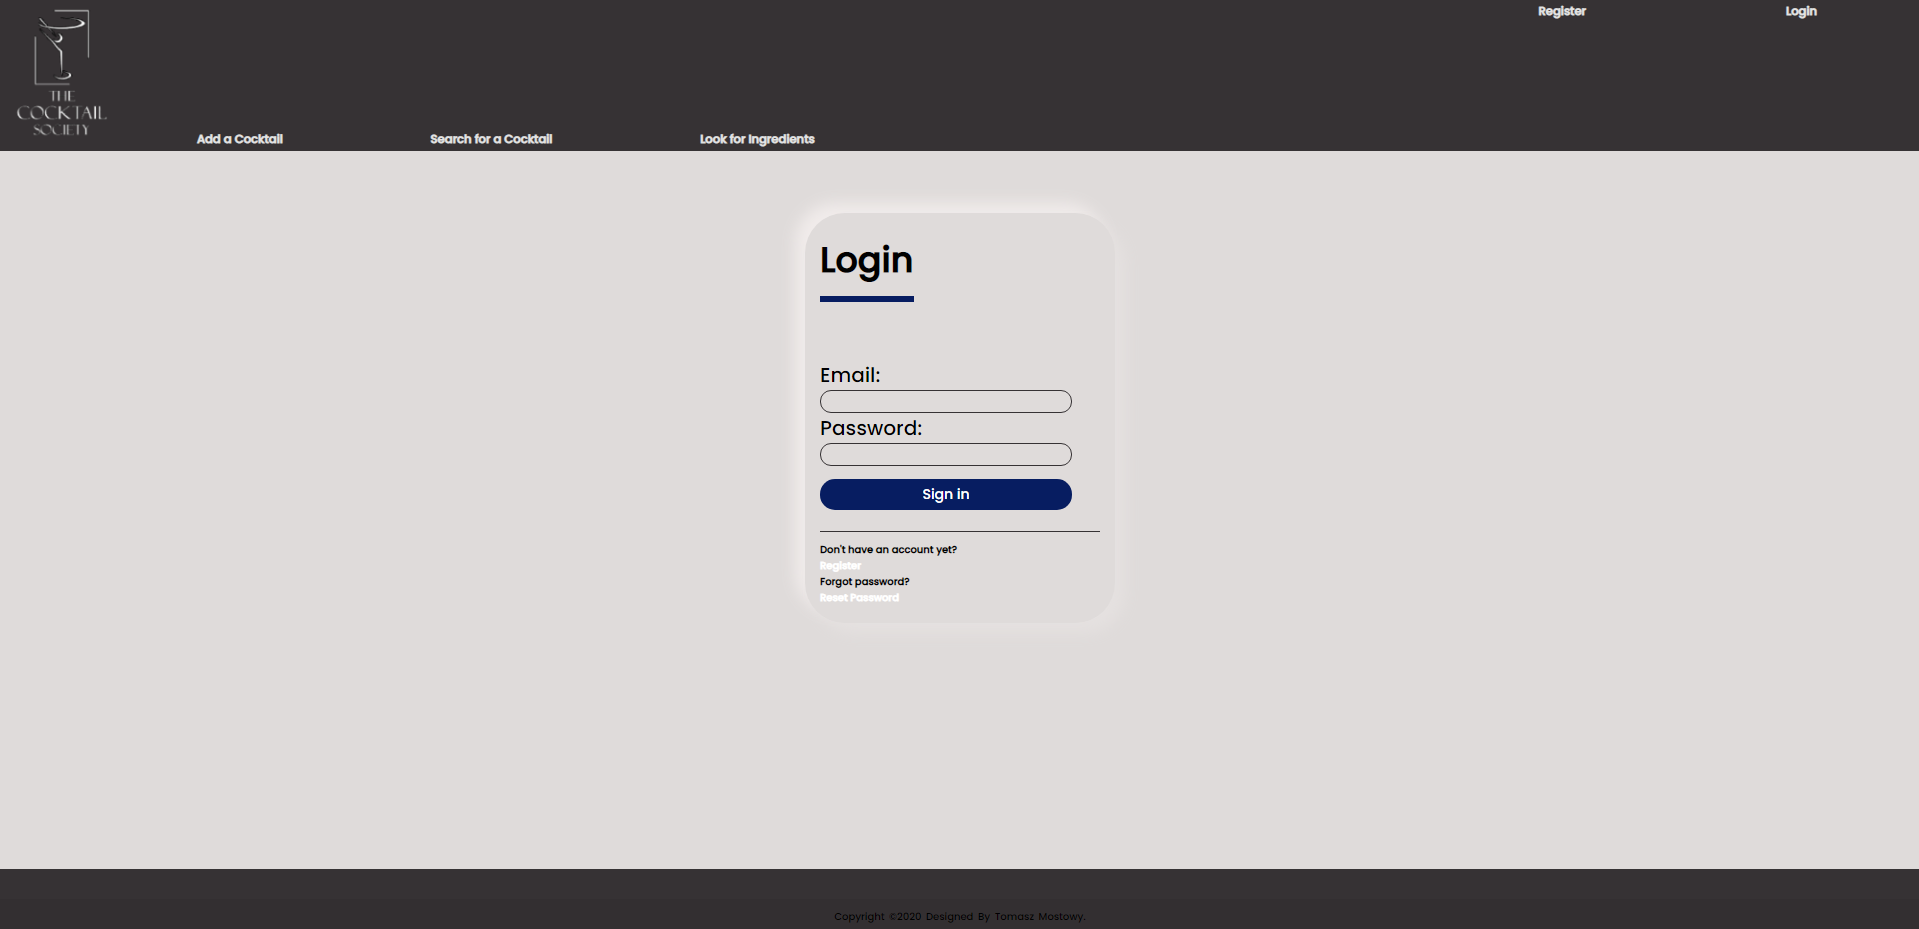 Register
Login
THE
COCKTAIL
SOCIETY
Add a Cocktail
Search for a Cocktail
Look for Ingredients
Login
Email:
Password:
Sign in
Don't have an account yet?
Register
Forgot password?
Reset Password
Copyright ©2020 Designed By Tomasz Mostowy.